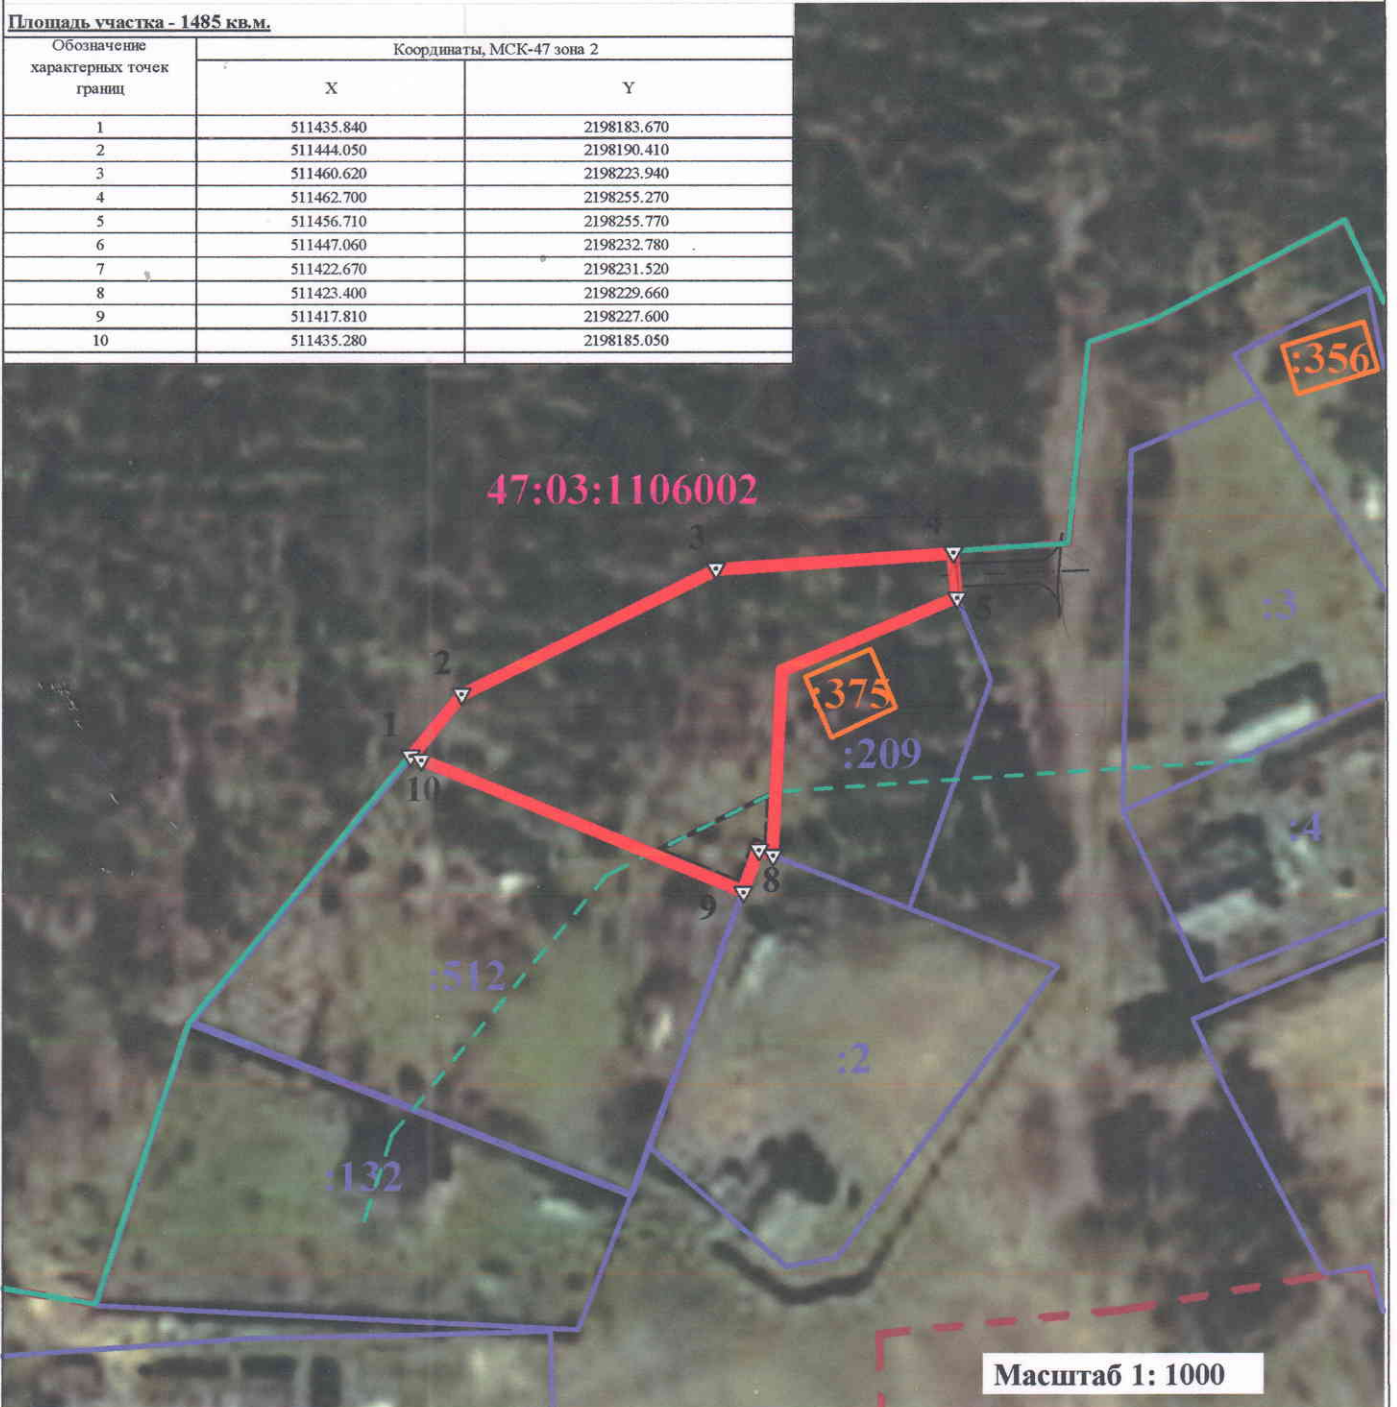 Площадь участка - 1485 кв.м.
Обозначение характерных точек границ
Координаты, МСК-47 зона 2
X Y
1 511435.840 2198183.670
2 511444.050 2198190.410
3 511460.620 2198223.940
4 511462.700 2198255.270
5 511456.710 2198255.770
6 511447.060 2198232.780
7 511422.670 2198231.520
8 511423.400 2198229.660
9 511417.810 2198227.600
10 511435.280 2198185.050
:356
47:03:1106002
4
3
5
:3
2
:375
1
:209
10
:4
8
9
:512
:2
:132
Масштаб 1: 1000